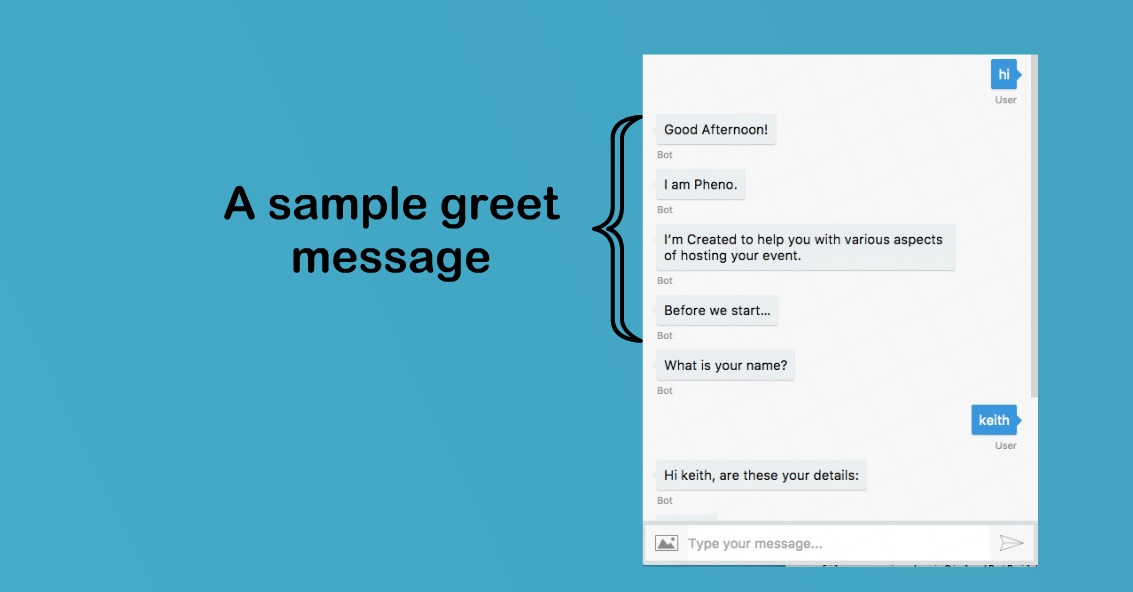 A sample greet
message
hi
User
Good Afternoon!
Bot
I am Pheno.
Bot
I'm Created to help you with various aspects
of hosting your event.
Bot
Before we start...
Bot
What is your name?
Bot
keith
User
Hi keith, are these your details:
Bot
Type your message...